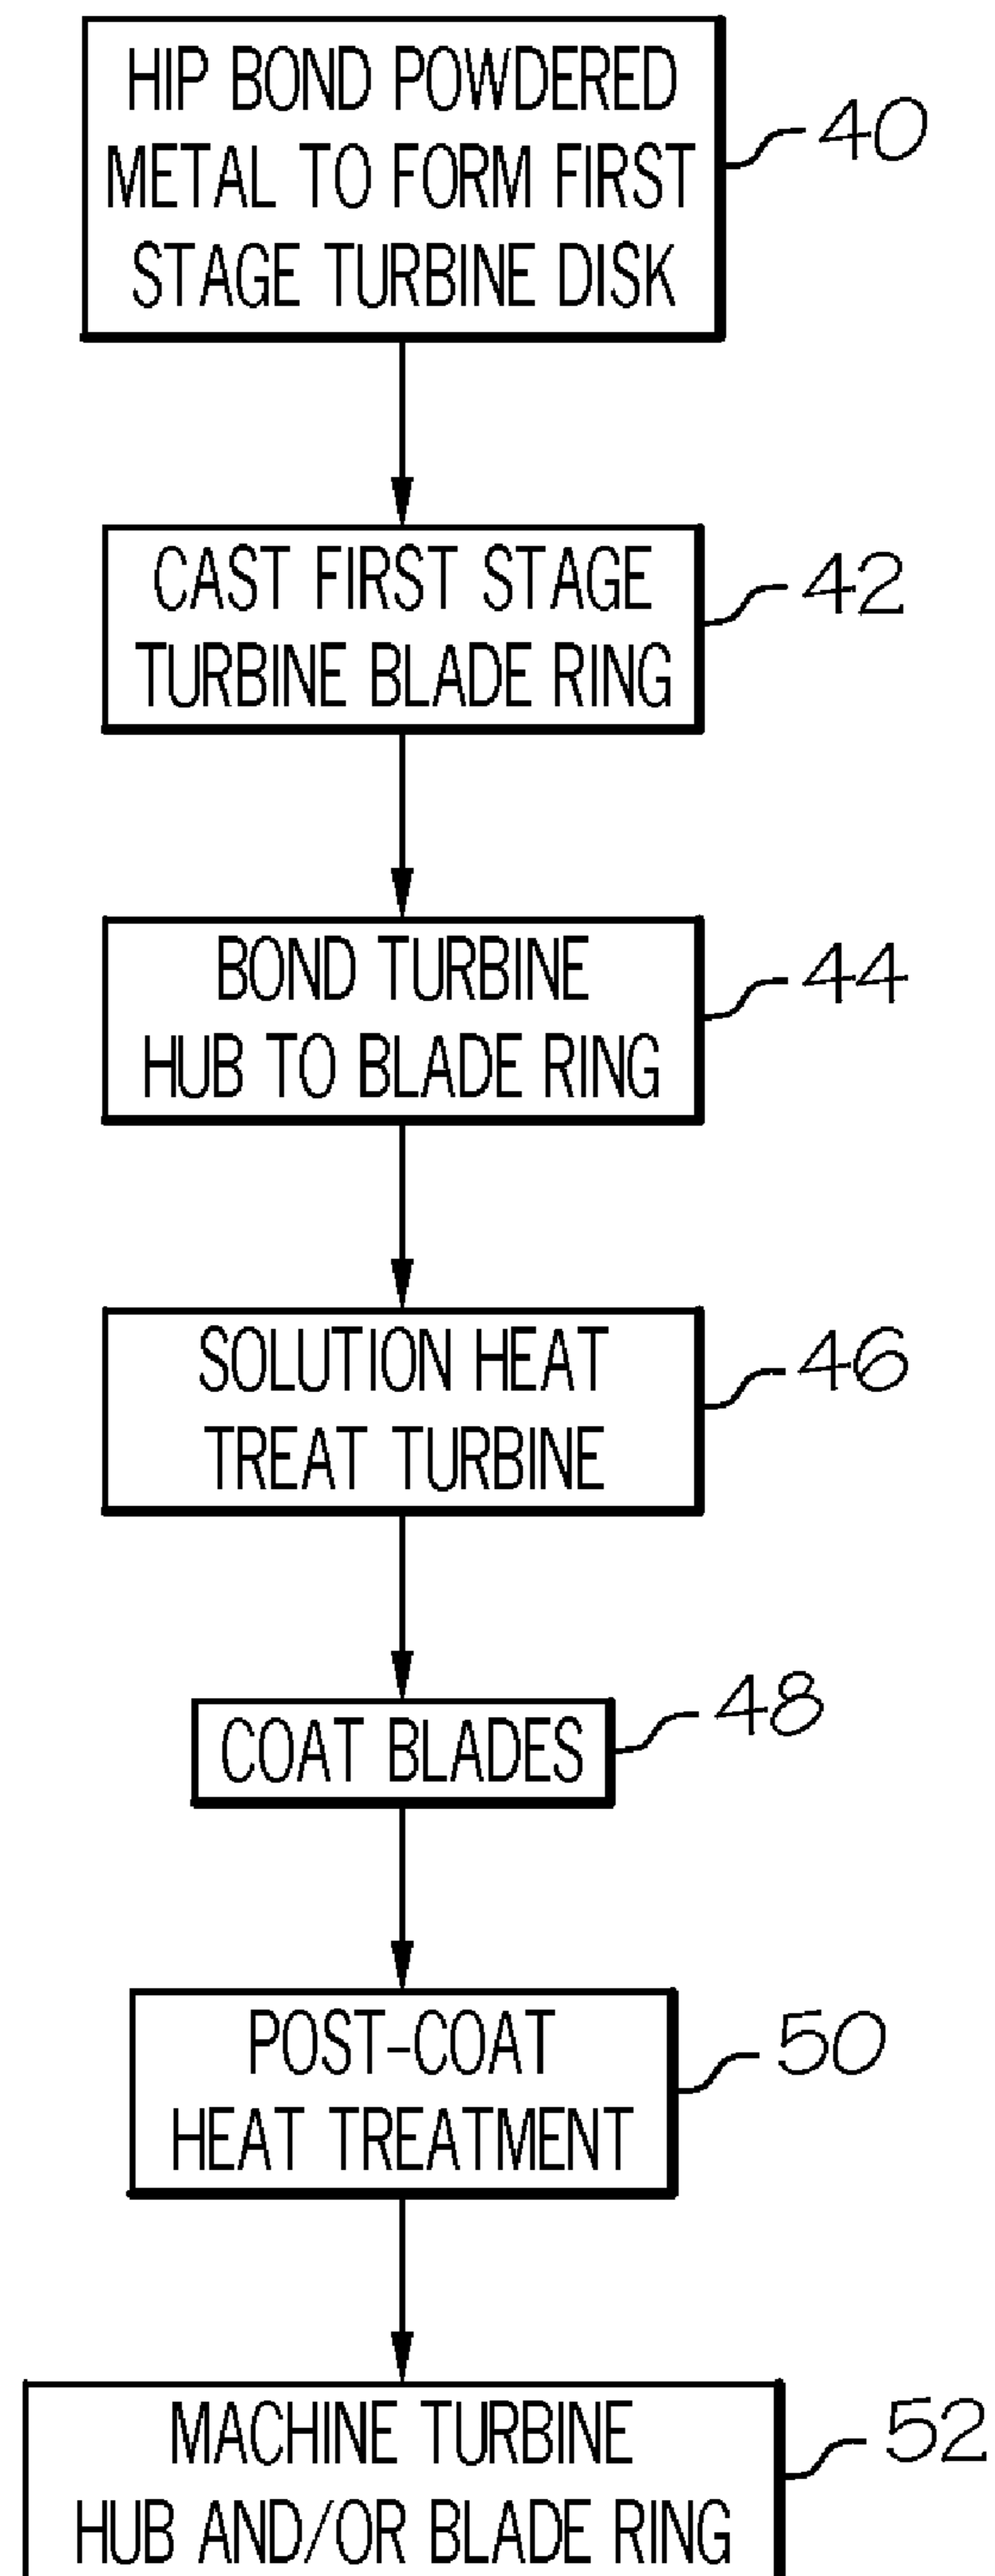 HIP BOND POWDERED
METAL TO FORM FIRST
STAGE TURBINE DISK
40
CAST FIRST STAGE
TURBINE BLADE RING
42
BOND TURBINE
HUB TO BLADE RING
44
SOLUTION HEAT
TREAT TURBINE
46
COAT BLADES
48
POST-COAT
HEAT TREATMENT
50
MACHINE TURBINE
HUB AND/OR BLADE RING
52